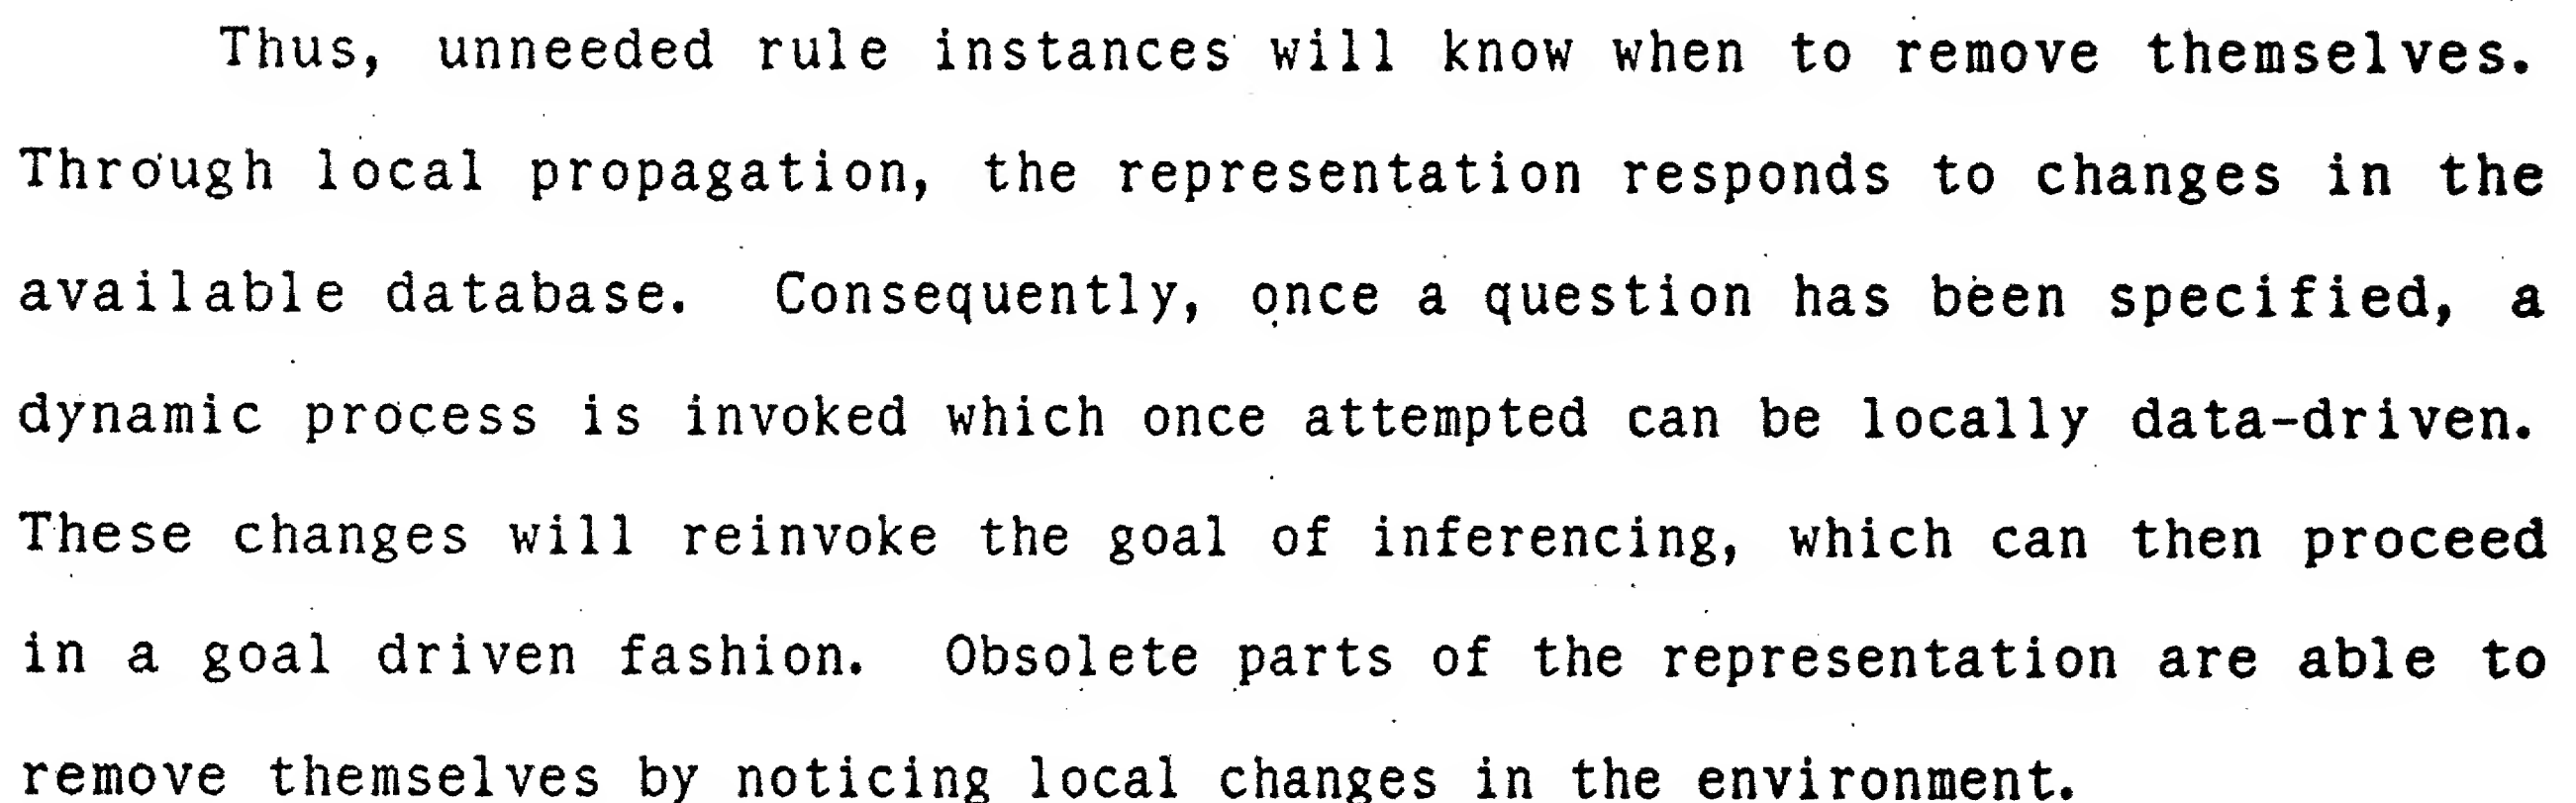 Thus, unneeded rule instances will know when to remove themselves.
Through local propagation, the representation responds to changes in the
available database. Consequently, once a question has been specified, a
dynamic process is invoked which once attempted can be locally data-driven.
These changes will reinvoke the goal of inferencing, which can then proceed
in a goal driven fashion. Obsolete parts of the representation are able to
remove themselves by noticing local changes in the environment.